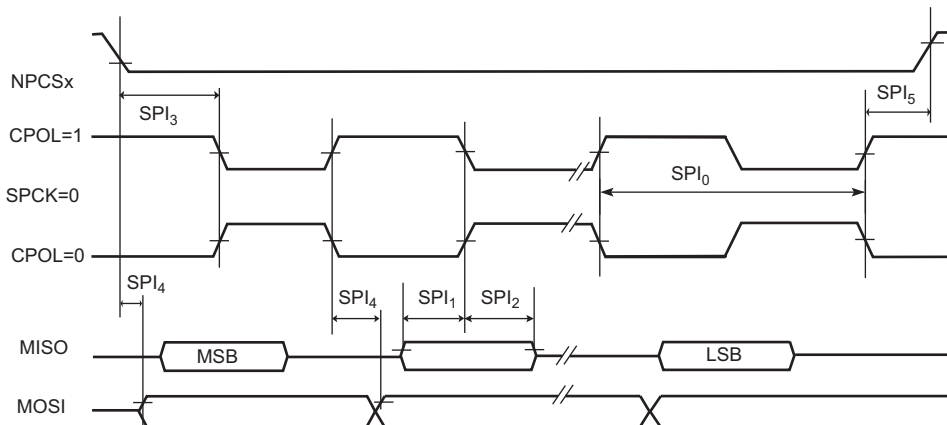 NPCSx
SPI₃
SPI₅
CPOL=1
SPCK=0
SPI₀
CPOL=0
SPI₄
SPI₄
SPI₁
SPI₂
MISO
MSB
LSB
MOSI